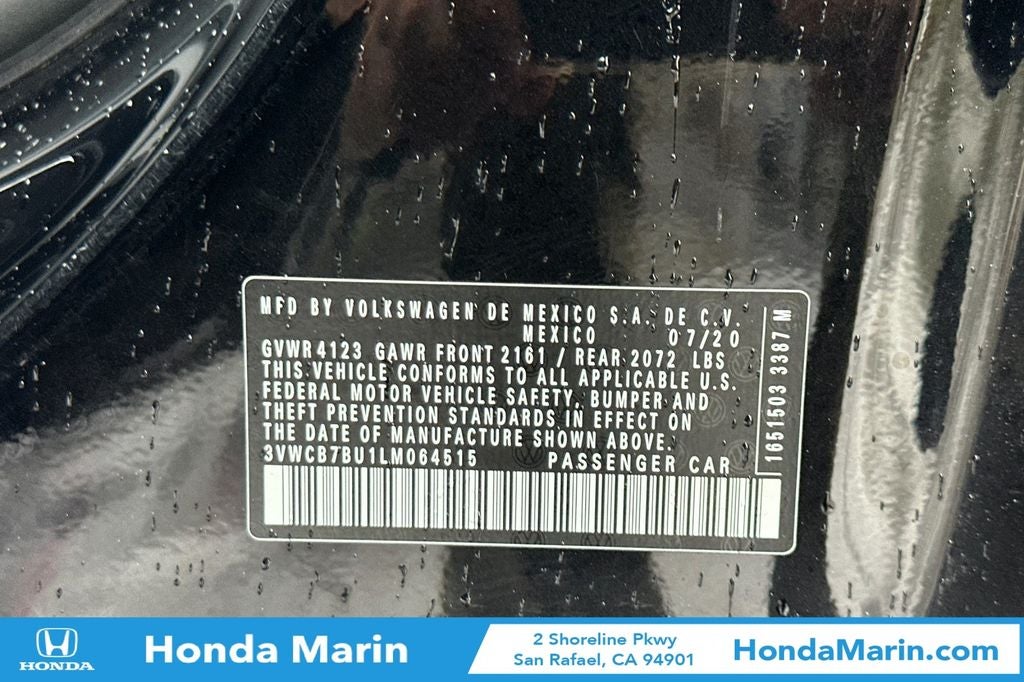 MFD BY VOLKSWAGEN DE MEXICO S.A. DE C.V.
MEXICO 07/20
GVWR 4123 GAWR FRONT 2161 / REAR 2072 LBS
THIS VEHICLE CONFORMS TO ALL APPLICABLE U.S.
FEDERAL MOTOR VEHICLE SAFETY, BUMPER AND
THEFT PREVENTION STANDARDS IN EFFECT ON
THE DATE OF MANUFACTURE SHOWN ABOVE.
3VWCB7BU1LM064515 PASSENGER CAR
1651503 3387 M
HONDA
Honda Marin
2 Shoreline Pkwy
San Rafael, CA 94901
HondaMarin.com